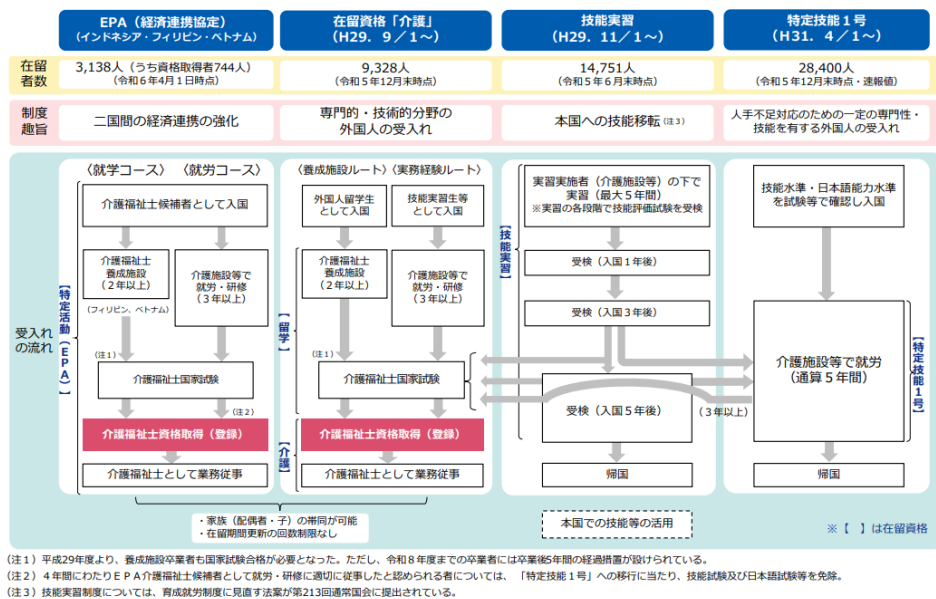 EPA（経済連携協定）
（インドネシア・フィリピン・ベトナム）
在留資格「介護」
（H29．９／１～）
技能実習
（H29．11／１～）
特定技能１号
（H31．４／１～）
在留
者数
3,138人（うち資格取得者744人）
（令和６年４月１日時点）
9,328人
（令和５年12月末時点）
14,751人
（令和５年６月末時点）
28,400人
（令和５年12月末時点・速報値）
制度
趣旨
二国間の経済連携の強化
専門的・技術的分野の
外国人の受入れ
本国への技能移転（注３）
人手不足対応のための一定の専門性・
技能を有する外国人の受入れ
受入れ
の流れ
【特定活動（ＥＰＡ）】
〈就学コース〉
〈就労コース〉
介護福祉士候補者として入国
介護福祉士
養成施設
（２年以上）
介護施設等で
就労・研修
（３年以上）
（フィリピン、ベトナム）
（注１）
介護福祉士国家試験
（注２）
介護福祉士資格取得（登録）
介護福祉士として業務従事
〈養成施設ルート〉
〈実務経験ルート〉
外国人留学生
として入国
技能実習生等
として入国
【留学】
介護福祉士
養成施設
（２年以上）
介護施設等で
就労・研修
（３年以上）
（注１）
介護福祉士国家試験
【介護】
介護福祉士資格取得（登録）
介護福祉士として業務従事
・家族（配偶者・子）の帯同が可能
・在留期間更新の回数制限なし
【技能実習】
実習実施者（介護施設等）の下で
実習（最大５年間）
※実習の各段階で技能評価試験を受検
受検（入国１年後）
受検（入国３年後）
受検（入国５年後）
帰国
本国での技能等の活用
技能水準・日本語能力水準
を試験等で確認し入国
介護施設等で就労
（通算５年間）
【特定技能１号】
（３年以上）
帰国
※【　】は在留資格
（注１）平成29年度より、養成施設卒業者も国家試験合格が必要となった。ただし、令和８年度までの卒業者には卒業後5年間の経過措置が設けられている。
（注２）４年間にわたりＥＰＡ介護福祉士候補者として就労・研修に適切に従事したと認められる者については、「特定技能１号」への移行に当たり、技能試験及び日本語試験等を免除。
（注３）技能実習制度については、育成就労制度に見直す法案が第213回通常国会に提出されている。